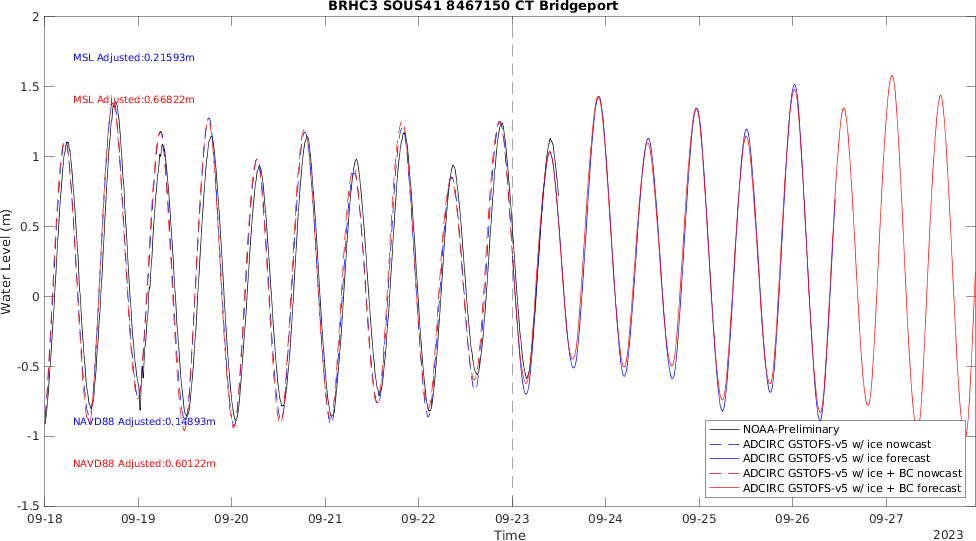 BRHC3 SOUS41 8467150 CT Bridgeport
2
1.5
1
0.5
0
-0.5
-1
-1.5
Water Level (m)
MSL Adjusted:0.21593m
MSL Adjusted:0.66822m
NAVD88 Adjusted:0.14893m
NAVD88 Adjusted:0.60122m
NOAA-Preliminary
ADCIRC GSTOFS-v5 w/ ice nowcast
ADCIRC GSTOFS-v5 w/ ice forecast
ADCIRC GSTOFS-v5 w/ ice + BC nowcast
ADCIRC GSTOFS-v5 w/ ice + BC forecast
09-18 09-19 09-20 09-21 09-22 09-23 09-24 09-25 09-26 09-27
Time
2023